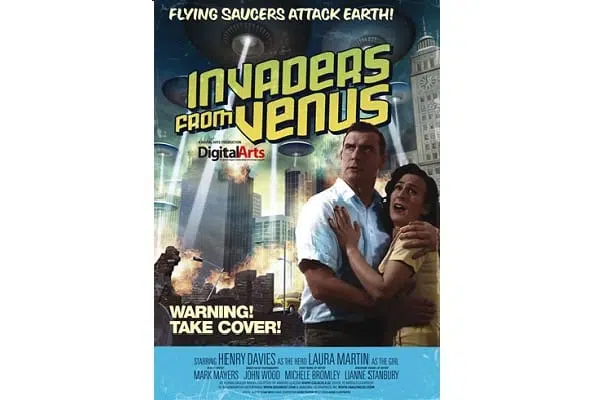 FLYING SAUCERS ATTACK EARTH!
INVADERS
FROM VENUS
DigitalArts
WARNING!
TAKE COVER!
STARRING HENRY DAVIES AS THE HERO LAURA MARTIN AS THE GIRL
MARK MAYERS JOHN WOOD MICHELE BROMLEY LIANNE STANBURY